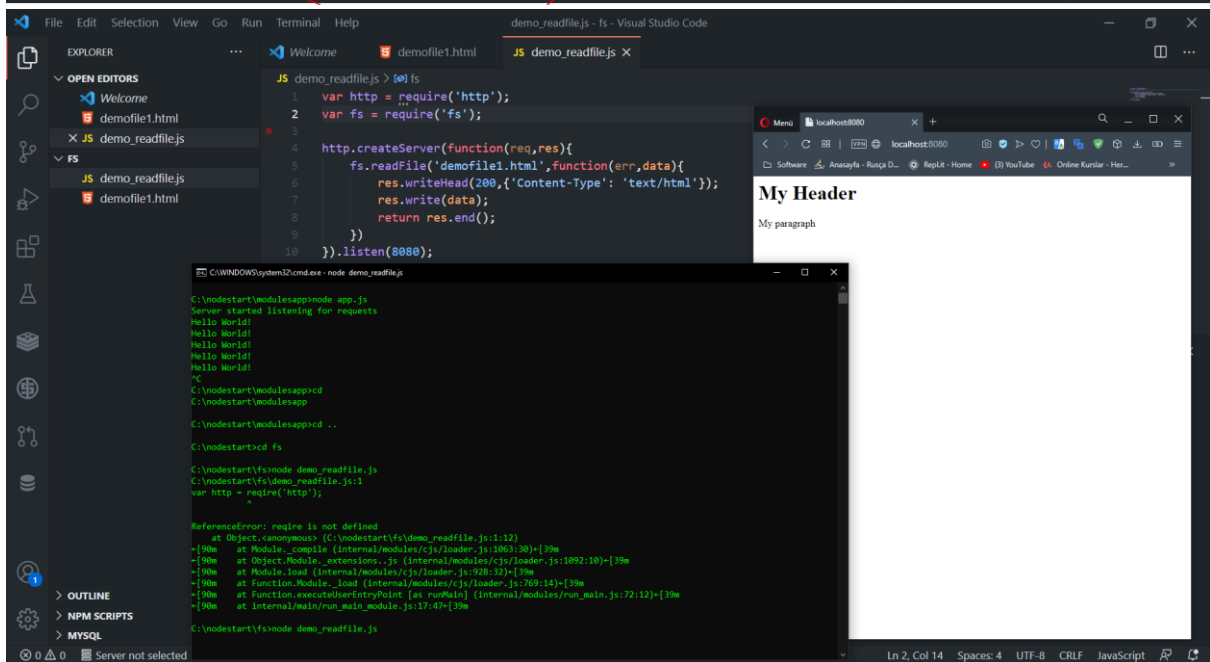 File Edit Selection View Go Run Terminal Help
demo_readfile.js - fs - Visual Studio Code
EXPLORER
Welcome
demofile1.html
JS demo_readfile.js
OPEN EDITORS
Welcome
demofile1.html
JS demo_readfile.js
FS
JS demo_readfile.js
demofile1.html
JS demo_readfile.js > fs
1 var http = require('http');
2 var fs = require('fs');
3
4 http.createServer(function(req,res){
5 fs.readFile('demofile1.html',function(err,data){
6 res.writeHead(200,{'Content-Type': 'text/html'});
7 res.write(data);
8 return res.end();
9 })
10 }).listen(8080);
Menü localhost:8080
VPN localhost:8080
Software Anasayfa - Rusça D... Repl.it - Home (3) YouTube Online Kurslar - Her...
My Header
My paragraph
C:\WINDOWS\system32\cmd.exe - node demo_readfile.js
C:\nodestart\modulesapp>node app.js
Server started listening for requests
Hello World!
Hello World!
Hello World!
Hello World!
Hello World!
^C
C:\nodestart\modulesapp>cd
C:\nodestart\modulesapp
C:\nodestart\modulesapp>cd ..
C:\nodestart>cd fs
C:\nodestart\fs>node demo_readfile.js
C:\nodestart\fs\demo_readfile.js:1
var http = reqire('http');
^
ReferenceError: reqire is not defined
at Object.<anonymous> (C:\nodestart\fs\demo_readfile.js:1:12)
←[90m at Module._compile (internal/modules/cjs/loader.js:1063:30)←[39m
←[90m at Object.Module._extensions..js (internal/modules/cjs/loader.js:1092:10)←[39m
←[90m at Module.load (internal/modules/cjs/loader.js:928:32)←[39m
←[90m at Function.Module._load (internal/modules/cjs/loader.js:769:14)←[39m
←[90m at Function.executeUserEntryPoint [as runMain] (internal/modules/run_main.js:72:12)←[39m
←[90m at internal/main/run_main_module.js:17:47←[39m
C:\nodestart\fs>node demo_readfile.js
1
OUTLINE
NPM SCRIPTS
MYSQL
0 0 Server not selected
Ln 2, Col 14 Spaces: 4 UTF-8 CRLF JavaScript